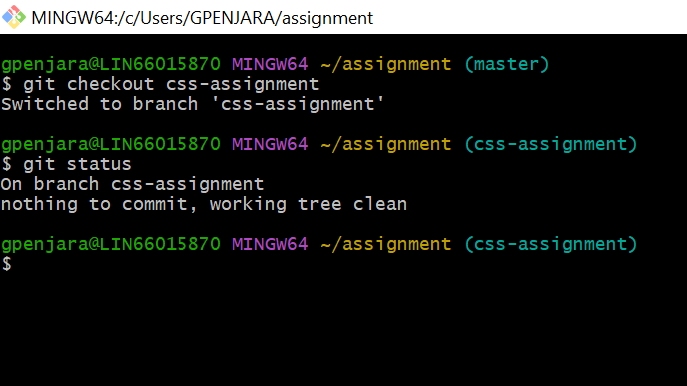 MINGW64:/c/Users/GPENJARA/assignment
gpenjara@LIN66015870 MINGW64 ~/assignment (master)
$ git checkout css-assignment
Switched to branch 'css-assignment'
gpenjara@LIN66015870 MINGW64 ~/assignment (css-assignment)
$ git status
On branch css-assignment
nothing to commit, working tree clean
gpenjara@LIN66015870 MINGW64 ~/assignment (css-assignment)
$